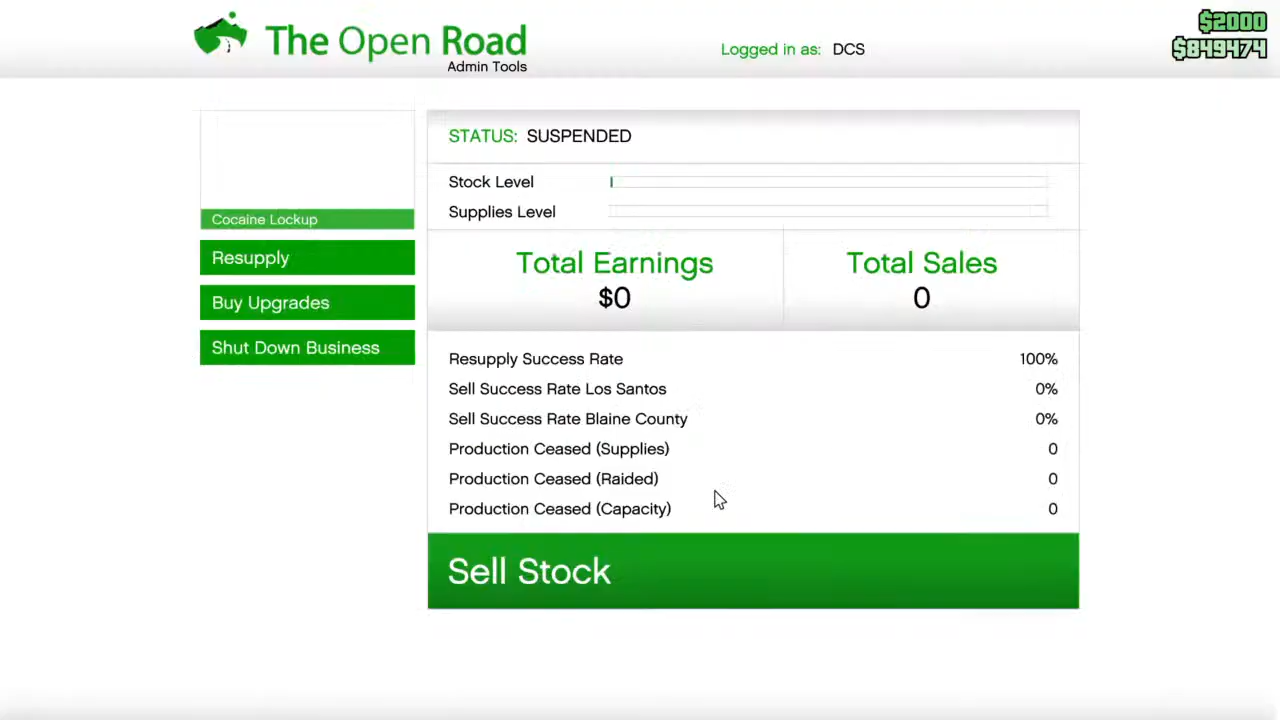 The Open Road
Admin Tools
Logged in as: DCS
$2000
$849474
Cocaine Lockup
Resupply
Buy Upgrades
Shut Down Business
STATUS: SUSPENDED
Stock Level
Supplies Level
Total Earnings
$0
Total Sales
0
Resupply Success Rate 100%
Sell Success Rate Los Santos 0%
Sell Success Rate Blaine County 0%
Production Ceased (Supplies) 0
Production Ceased (Raided) 0
Production Ceased (Capacity) 0
Sell Stock